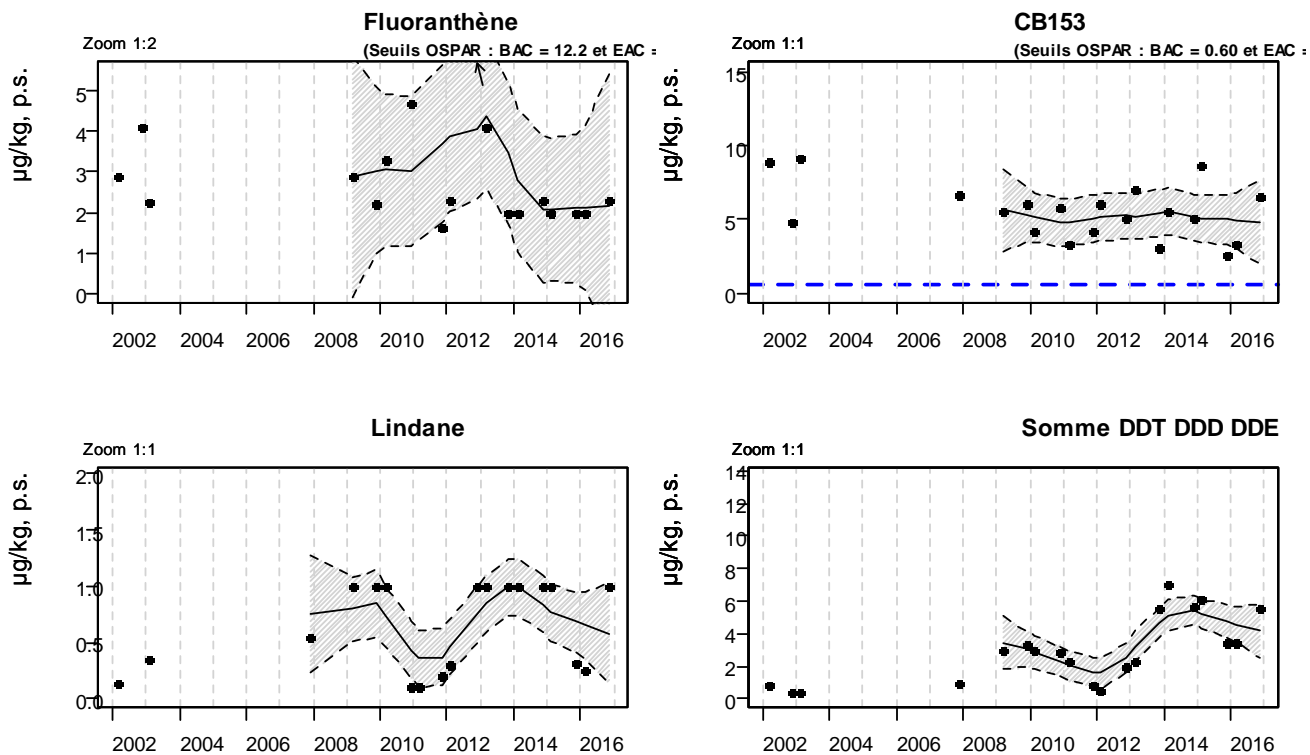 Fluoranthène
Zoom 1:2
(Seuils OSPAR : BAC = 12.2 et EAC =
µg/kg, p.s.
5
4
3
2
1
0
2002 2004 2006 2008 2010 2012 2014 2016
CB153
Zoom 1:1
(Seuils OSPAR : BAC = 0.60 et EAC =
µg/kg, p.s.
15
10
5
0
2002 2004 2006 2008 2010 2012 2014 2016
Lindane
Zoom 1:1
µg/kg, p.s.
2.0
1.5
1.0
0.5
0.0
2002 2004 2006 2008 2010 2012 2014 2016
Somme DDT DDD DDE
Zoom 1:1
µg/kg, p.s.
14
12
10
8
6
4
2
0
2002 2004 2006 2008 2010 2012 2014 2016